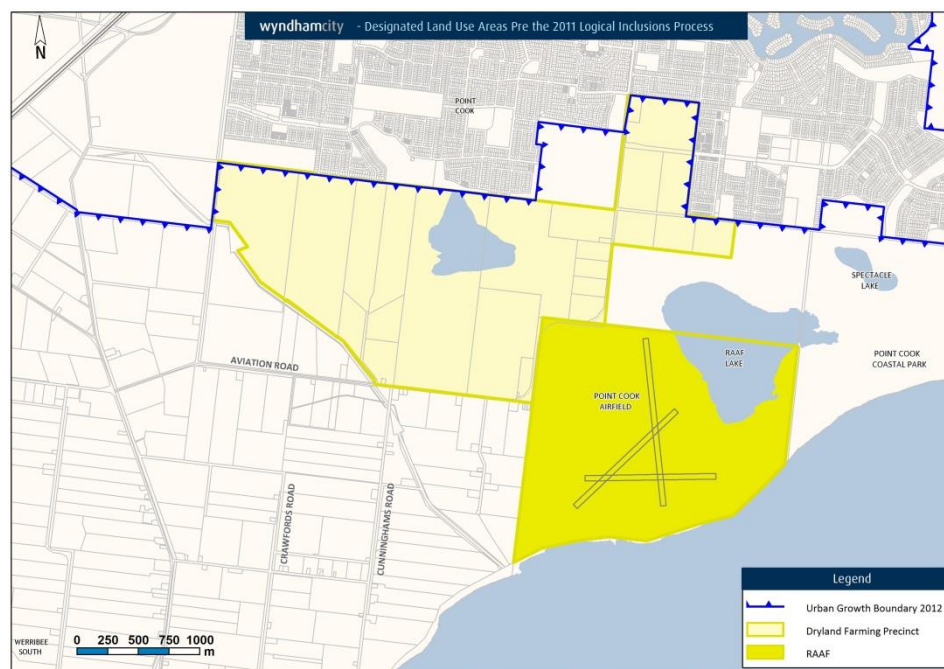 wyndhamcity - Designated Land Use Areas Pre the 2011 Logical Inclusions Process
N
POINT
COOK
SPECTACLE
LAKE
RAAF
LAKE
POINT COOK
COASTAL PARK
AVIATION ROAD
POINT COOK
AIRFIELD
CRAWFORDS ROAD
CUNNINGHAMS ROAD
WERRIBEE
SOUTH
0 250 500 750 1000
m
Legend
Urban Growth Boundary 2012
Dryland Farming Precinct
RAAF